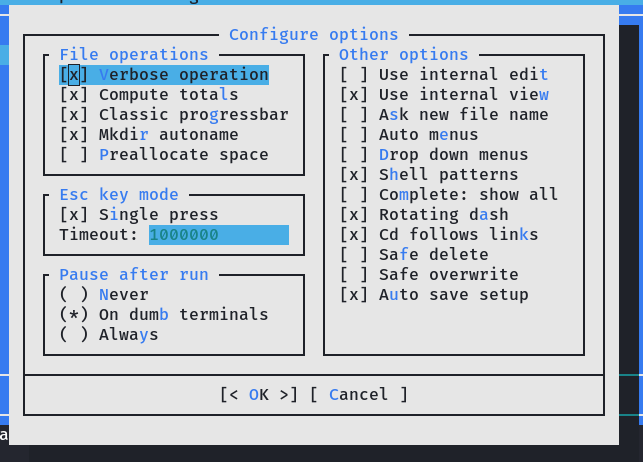 Configure options
File operations
[x] Verbose operation
[x] Compute totals
[x] Classic progressbar
[x] Mkdir autoname
[ ] Preallocate space
Esc key mode
[x] Single press
Timeout: 1000000
Pause after run
( ) Never
(*) On dumb terminals
( ) Always
Other options
[ ] Use internal edit
[x] Use internal view
[ ] Ask new file name
[ ] Auto menus
[ ] Drop down menus
[x] Shell patterns
[ ] Complete: show all
[x] Rotating dash
[x] Cd follows links
[ ] Safe delete
[ ] Safe overwrite
[x] Auto save setup
[< OK >] [ Cancel ]